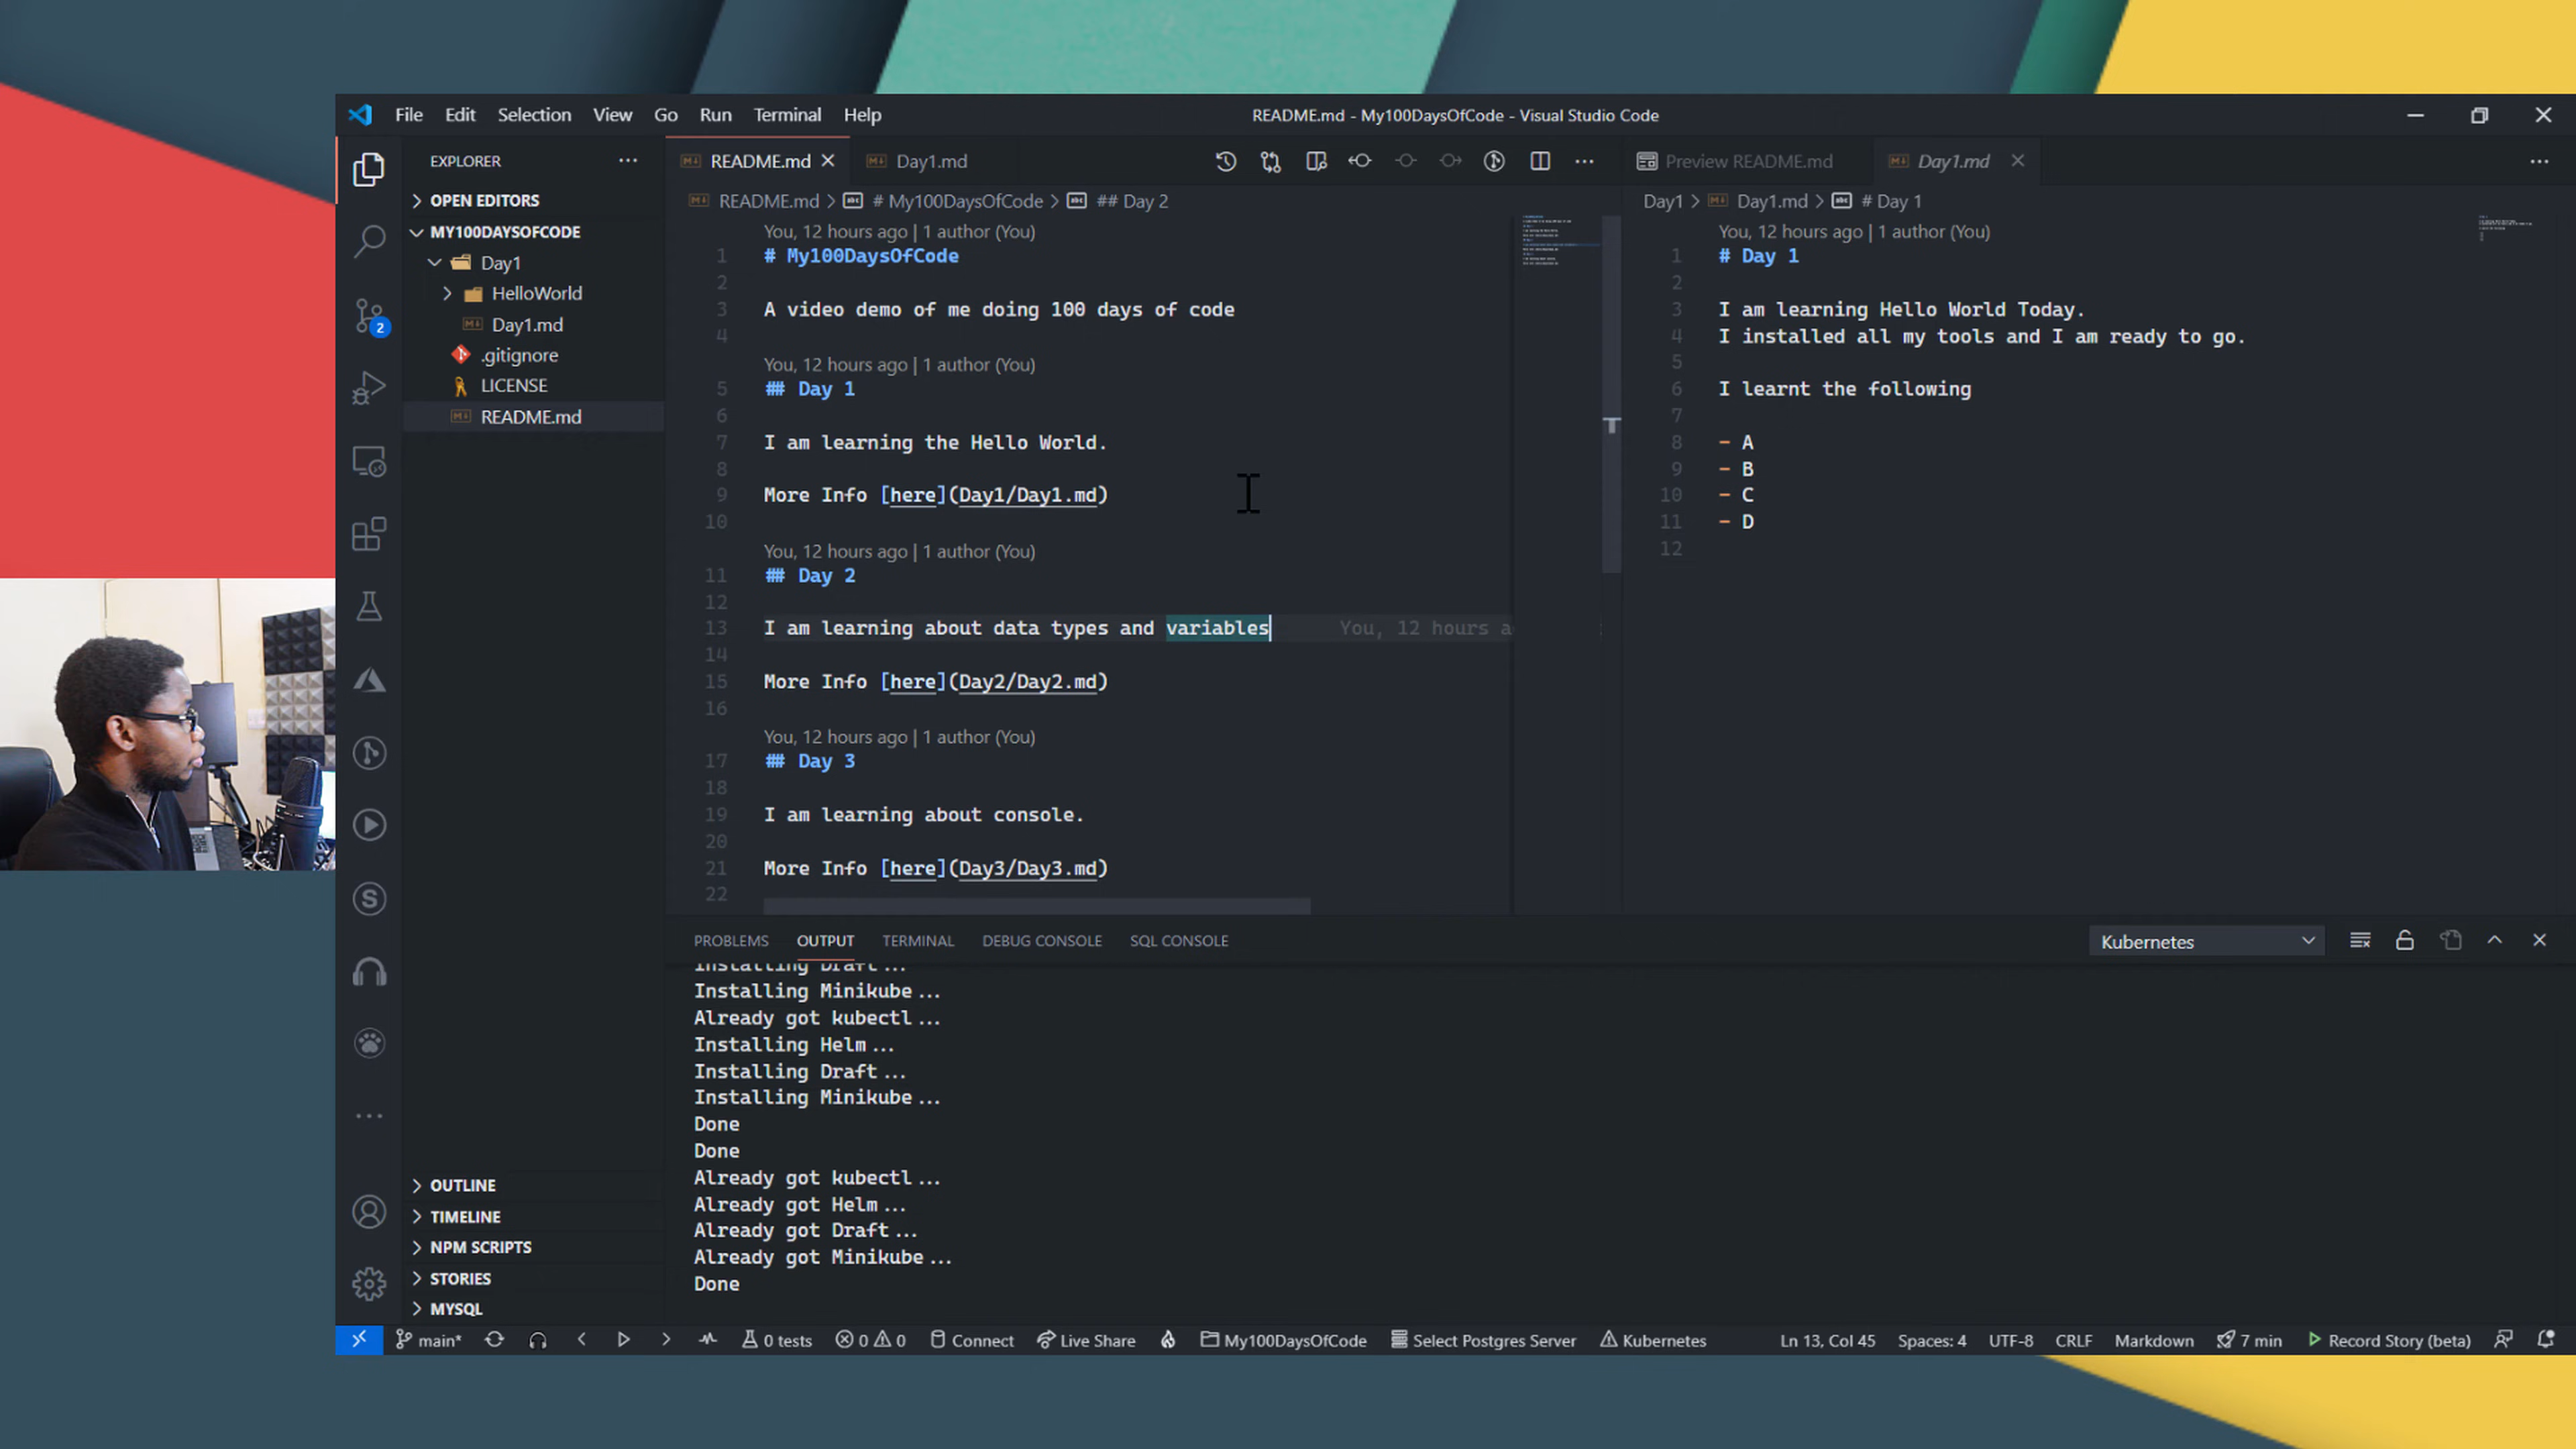 File Edit Selection View Go Run Terminal Help
README.md - My100DaysOfCode - Visual Studio Code
EXPLORER
OPEN EDITORS
MY100DAYSOFCODE
Day1
HelloWorld
Day1.md
.gitignore
LICENSE
README.md
OUTLINE
TIMELINE
NPM SCRIPTS
STORIES
MYSQL
2
README.md Day1.md
README.md > # My100DaysOfCode > ## Day 2
You, 12 hours ago | 1 author (You)
1 # My100DaysOfCode
2
3 A video demo of me doing 100 days of code
4
You, 12 hours ago | 1 author (You)
5 ## Day 1
6
7 I am learning the Hello World.
8
9 More Info [here](Day1/Day1.md)
10
You, 12 hours ago | 1 author (You)
11 ## Day 2
12
13 I am learning about data types and variables You, 12 hours a
14
15 More Info [here](Day2/Day2.md)
16
You, 12 hours ago | 1 author (You)
17 ## Day 3
18
19 I am learning about console.
20
21 More Info [here](Day3/Day3.md)
22
Preview README.md Day1.md
Day1 > Day1.md > # Day 1
You, 12 hours ago | 1 author (You)
1 # Day 1
2
3 I am learning Hello World Today.
4 I installed all my tools and I am ready to go.
5
6 I learnt the following
7
8 - A
9 - B
10 - C
11 - D
12
PROBLEMS OUTPUT TERMINAL DEBUG CONSOLE SQL CONSOLE
Kubernetes
Installing Draft...
Installing Minikube...
Already got kubectl...
Installing Helm...
Installing Draft...
Installing Minikube...
Done
Done
Already got kubectl...
Already got Helm...
Already got Draft...
Already got Minikube...
Done
main* 0 tests 0 0 Connect Live Share My100DaysOfCode Select Postgres Server Kubernetes Ln 13, Col 45 Spaces: 4 UTF-8 CRLF Markdown 7 min Record Story (beta)